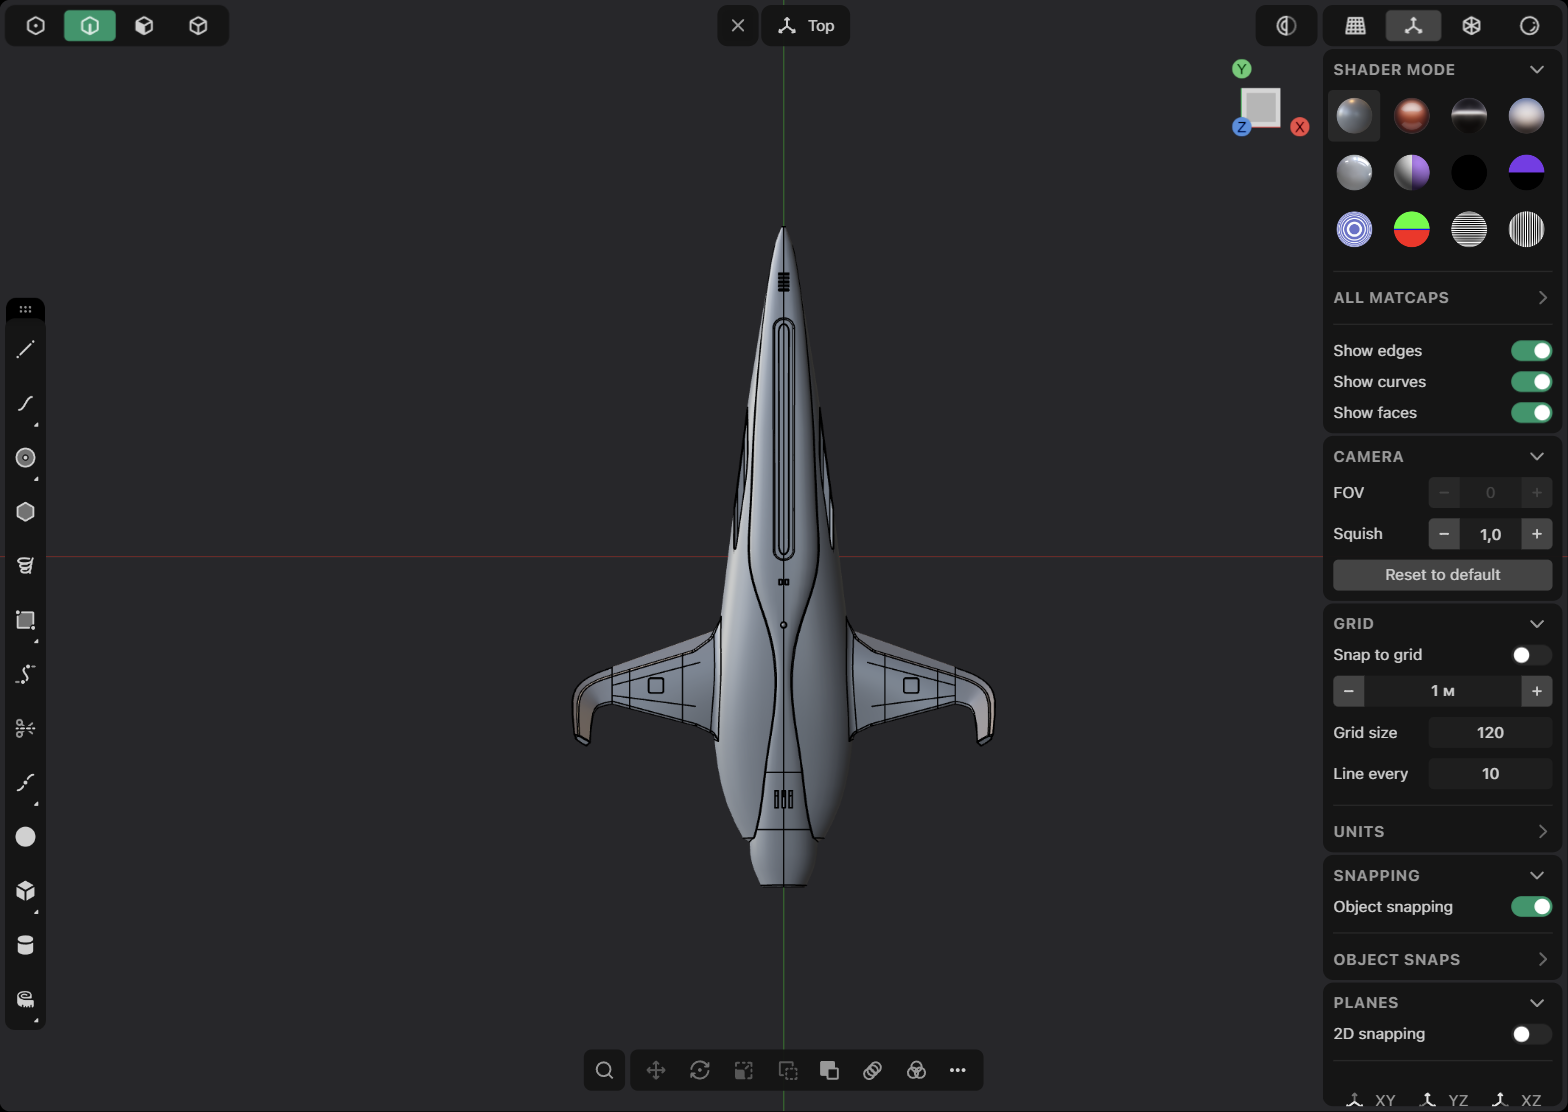 Top
Y
Z
X
SHADER MODE
ALL MATCAPS
Show edges
Show curves
Show faces
CAMERA
FOV − 0 +
Squish − 1,0 +
Reset to default
GRID
Snap to grid
− 1 м +
Grid size 120
Line every 10
UNITS
SNAPPING
Object snapping
OBJECT SNAPS
PLANES
2D snapping
XY YZ XZ